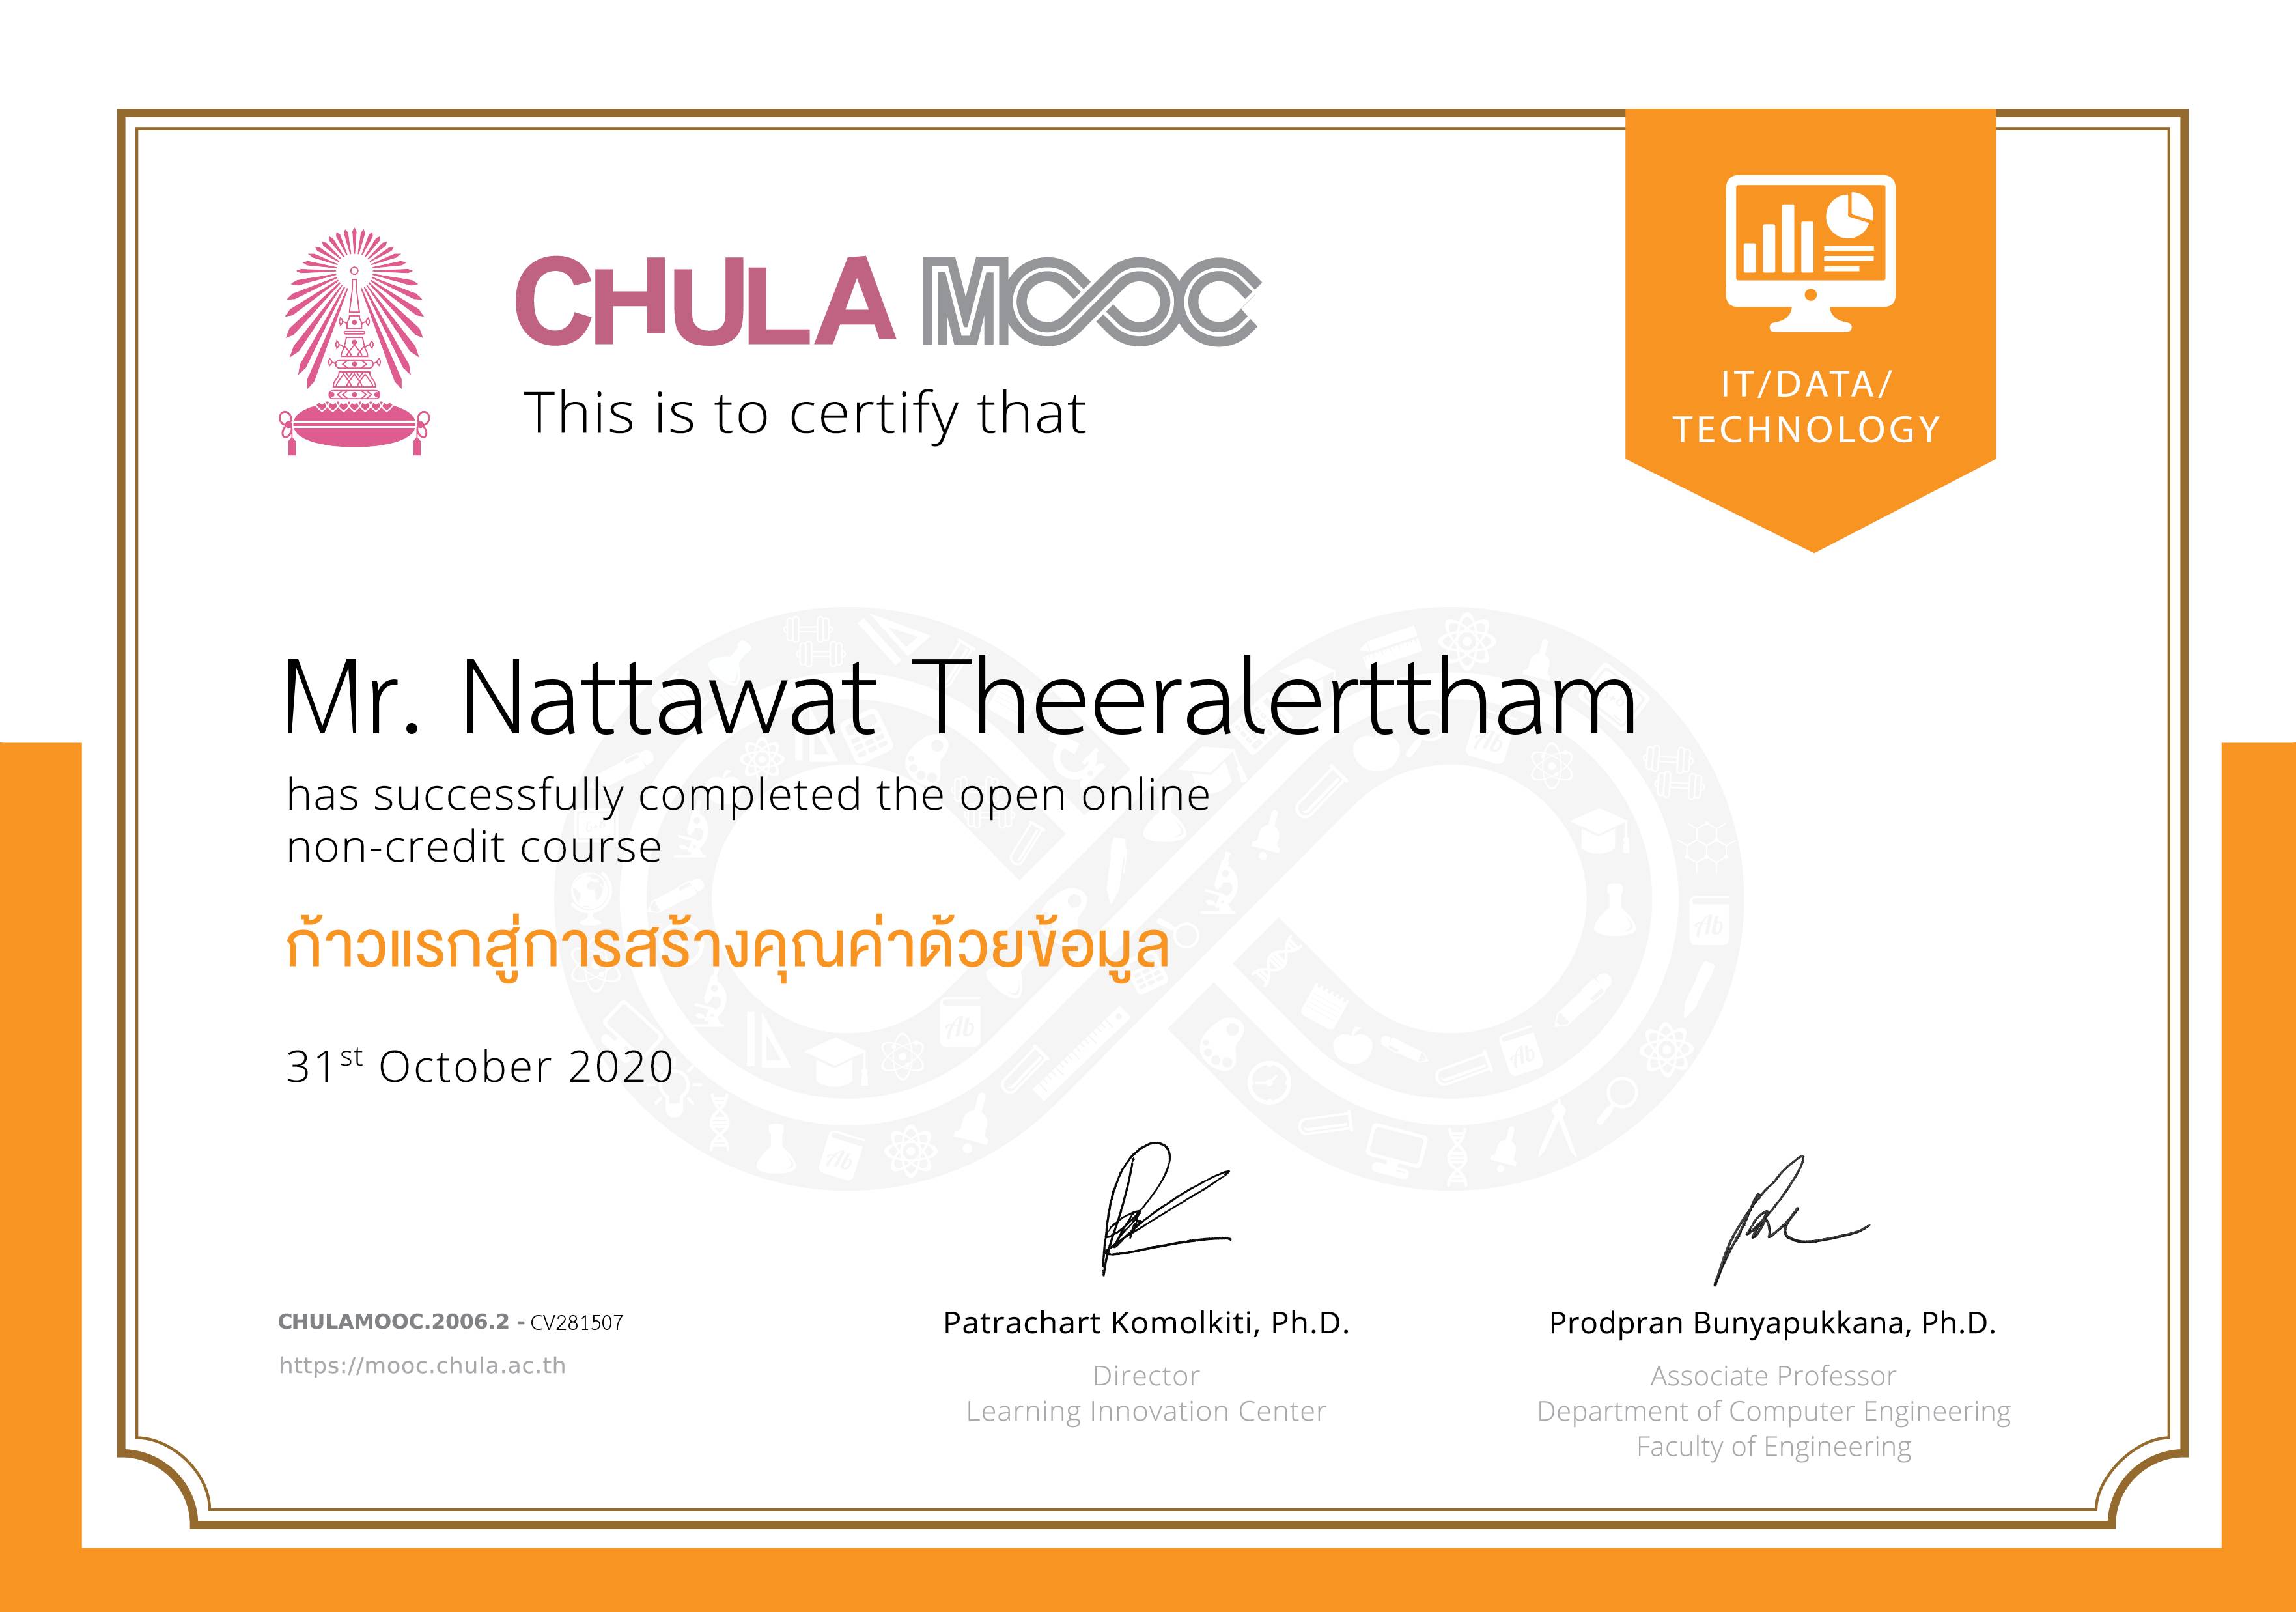 CHULA MOOC
This is to certify that
IT/DATA/
TECHNOLOGY
Mr. Nattawat Theeralerttham
has successfully completed the open online
non-credit course
ก้าวแรกสู่การสร้างคุณค่าด้วยข้อมูล
31st October 2020
CHULAMOOC.2006.2 - CV281507
https://mooc.chula.ac.th
Patrachart Komolkiti, Ph.D.
Director
Learning Innovation Center
Prodpran Bunyapukkana, Ph.D.
Associate Professor
Department of Computer Engineering
Faculty of Engineering